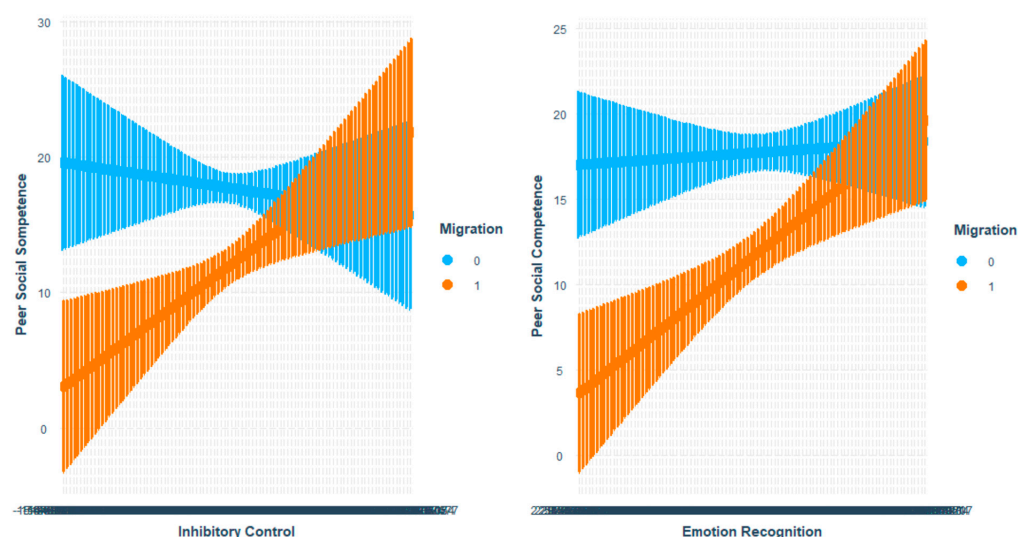 30
20
10
0
Peer Social Sompetence
Inhibitory Control
Migration
0
1
25
20
15
10
5
0
Peer Social Competence
Emotion Recognition
Migration
0
1